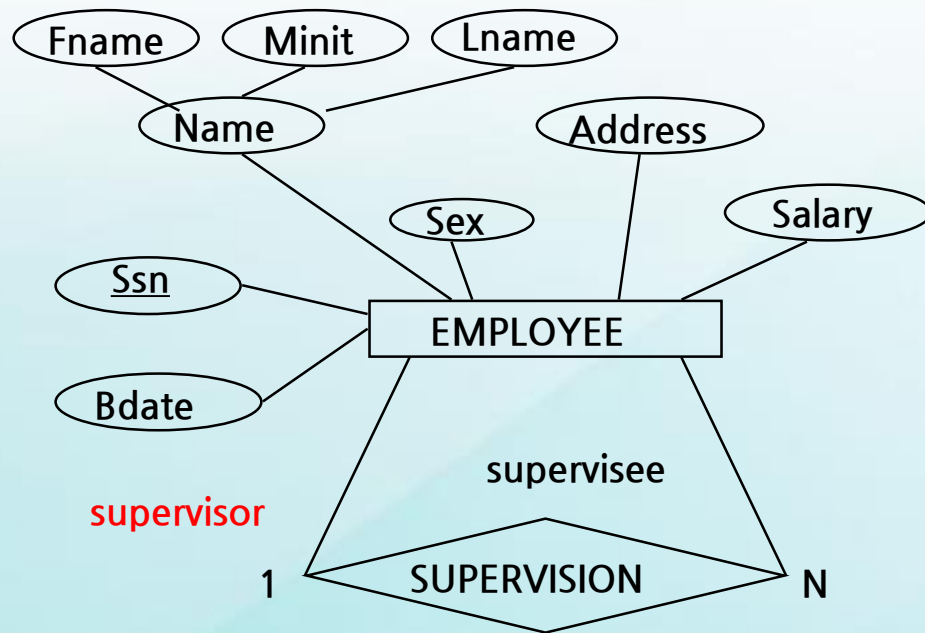 Fname
Minit
Lname
Name
Address
Sex
Salary
Ssn
EMPLOYEE
Bdate
supervisee
supervisor
1
SUPERVISION
N